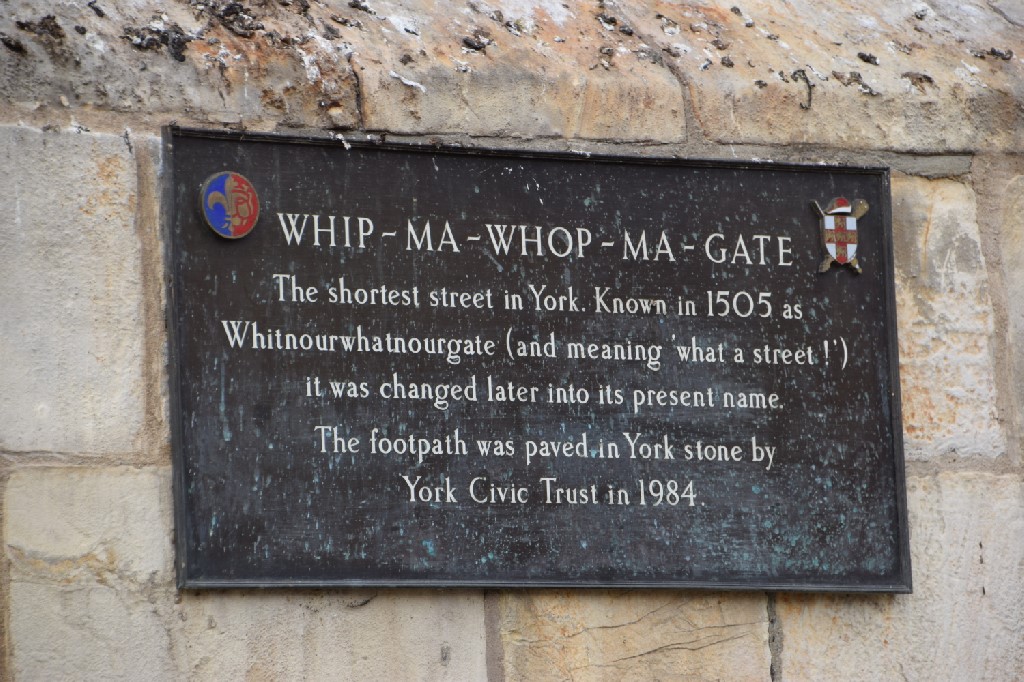 WHIP-MA-WHOP-MA-GATE
The shortest street in York. Known in 1505 as
Whitnourwhatnourgate (and meaning 'what a street!')
it was changed later into its present name.
The footpath was paved in York stone by
York Civic Trust in 1984.